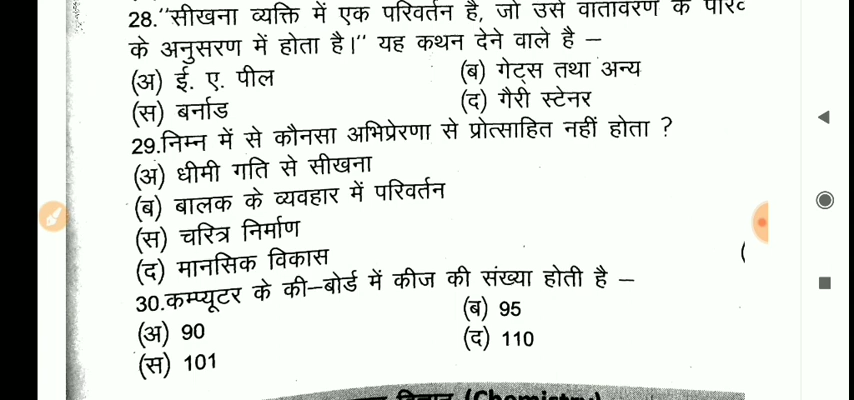 28.‘‘सीखना व्यक्ति में एक परिवर्तन है, जो उसे वातावरण के
के अनुसरण में होता है।’’ यह कथन देने वाले है –
(अ) ई. ए. पील (ब) गेट्स तथा अन्य
(स) बर्नाड (द) गैरी स्टेनर
29.निम्न में से कौनसा अभिप्रेरणा से प्रोत्साहित नहीं होता ?
(अ) धीमी गति से सीखना
(ब) बालक के व्यवहार में परिवर्तन
(स) चरित्र निर्माण
(द) मानसिक विकास
30.कम्प्यूटर के की–बोर्ड में कीज की संख्या होती है –
(अ) 90 (ब) 95
(स) 101 (द) 110
(Chemistry)